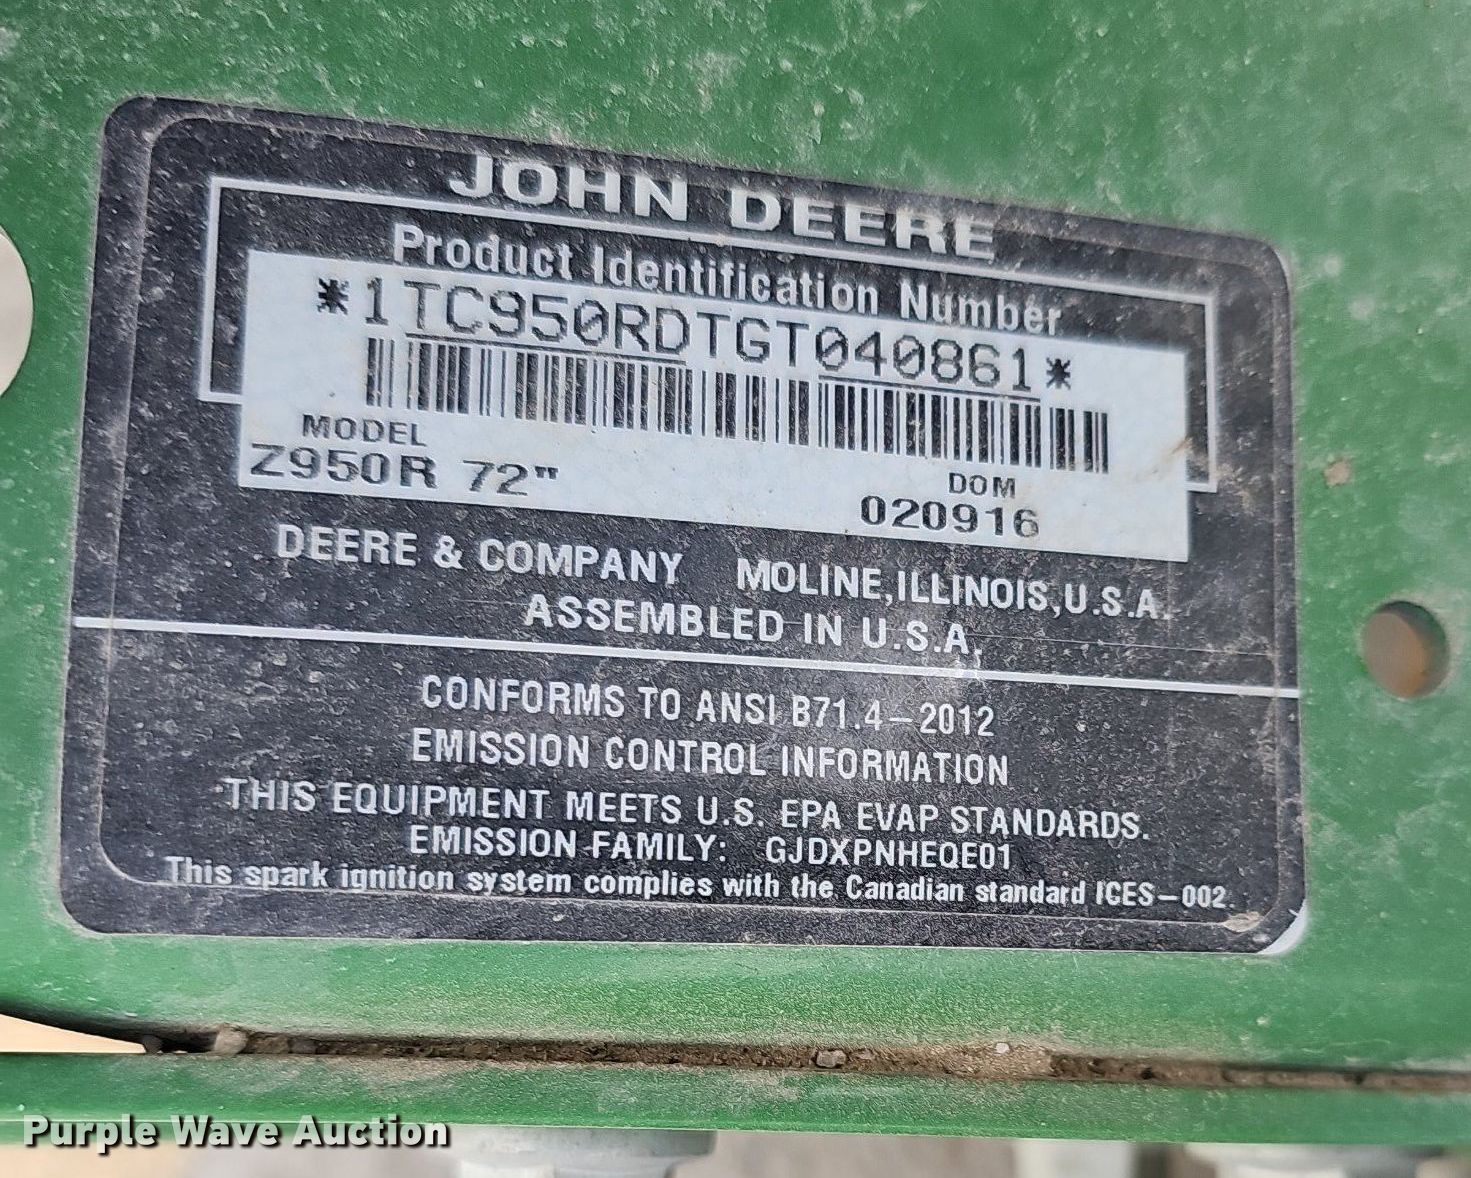 JOHN DEERE
Product Identification Number
*1TC950RDTGT040861*
MODEL
Z950R 72"
DOM
020916
DEERE & COMPANY MOLINE,ILLINOIS,U.S.A.
ASSEMBLED IN U.S.A.
CONFORMS TO ANSI B71.4-2012
EMISSION CONTROL INFORMATION
THIS EQUIPMENT MEETS U.S. EPA EVAP STANDARDS.
EMISSION FAMILY: GJDXPNHEQE01
This spark ignition system complies with the Canadian standard ICES-002.
Purple Wave Auction